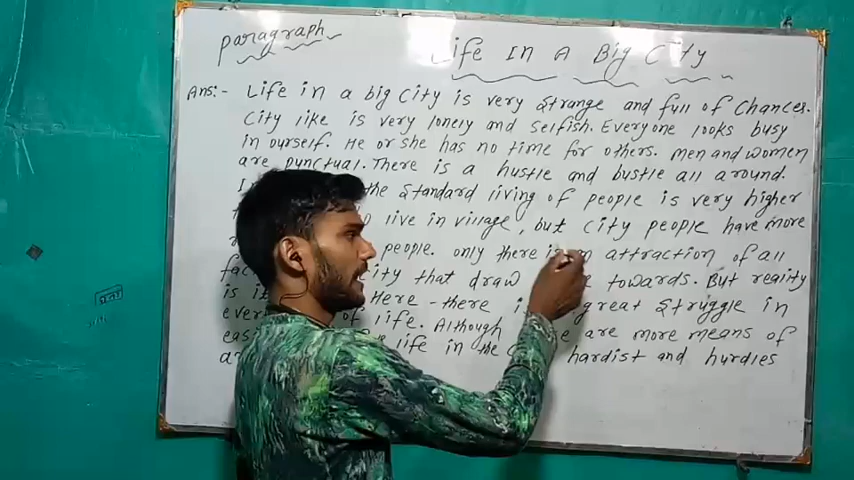 paragraph
Life In A Big City
Ans:- Life in a big City is very strange and full of Chances.
City like is very lonely and selfish. Everyone looks busy
in ourself. He or she has no time for others. men and women
are punctual. There is a hustle and bustle all around.
the standard living of people is very higher
live in village, but City people have more
people. only there is attraction of all
City that draw towards. But reality
is Here - there great struggle in
ever of life. Although are more means of
eas life in hardist and hurdles